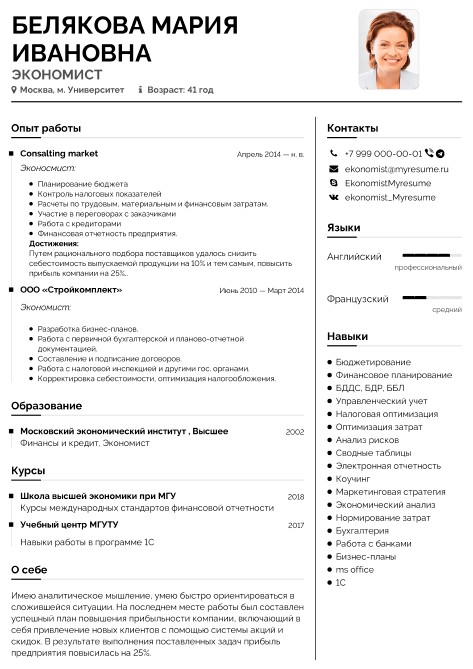 БЕЛЯКОВА МАРИЯ
ИВАНОВНА
ЭКОНОМИСТ
Москва, м. Университет Возраст: 41 год
Опыт работы
Consalting market Апрель 2014 — н. в.
Экономист:
Планирование бюджета
Контроль налоговых показателей
Расчеты по трудовым, материальным и финансовым затратам.
Участие в переговорах с заказчиками
Работа с кредиторами
Финансовая отчетность предприятия.
Достижения:
Путем рационального подбора поставщиков удалось снизить
себестоимость выпускаемой продукции на 10% и тем самым, повысить
прибыль компании на 25%..
ООО «Стройкомплект» Июнь 2010 — Март 2014
Экономист:
Разработка бизнес-планов.
Работа с первичной бухгалтерской и планово-отчетной
документацией.
Составление и подписание договоров.
Работа с налоговой инспекцией и другими гос. органами.
Корректировка себестоимости, оптимизация налогообложения.
Образование
Московский экономический институт , Высшее 2002
Финансы и кредит, Экономист
Курсы
Школа высшей экономики при МГУ 2018
Курсы международных стандартов финансовой отчетности
Учебный центр МГУТУ 2017
Навыки работы в программе 1С
О себе
Имею аналитическое мышление, умею быстро ориентироваться в
сложившейся ситуации. На последнем месте работы был составлен
успешный план повышения прибыльности компании, включающий в
себя привлечение новых клиентов с помощью системы акций и
скидок. В результате выполнения поставленных задач прибыль
предприятия повысилась на 25%.
Контакты
+7 999 000-00-01
ekonomist@myresume.ru
EkonomistMyresume
ekonomist_Myresume
Языки
Английский
профессиональный
Французский
средний
Навыки
Бюджетирование
Финансовое планирование
БДДС, БДР, ББЛ
Управленческий учет
Налоговая оптимизация
Оптимизация затрат
Анализ рисков
Сводные таблицы
Электронная отчетность
Коучинг
Маркетинговая стратегия
Экономический анализ
Нормирование затрат
Бухгалтерия
Работа с банками
Бизнес-планы
ms office
1С